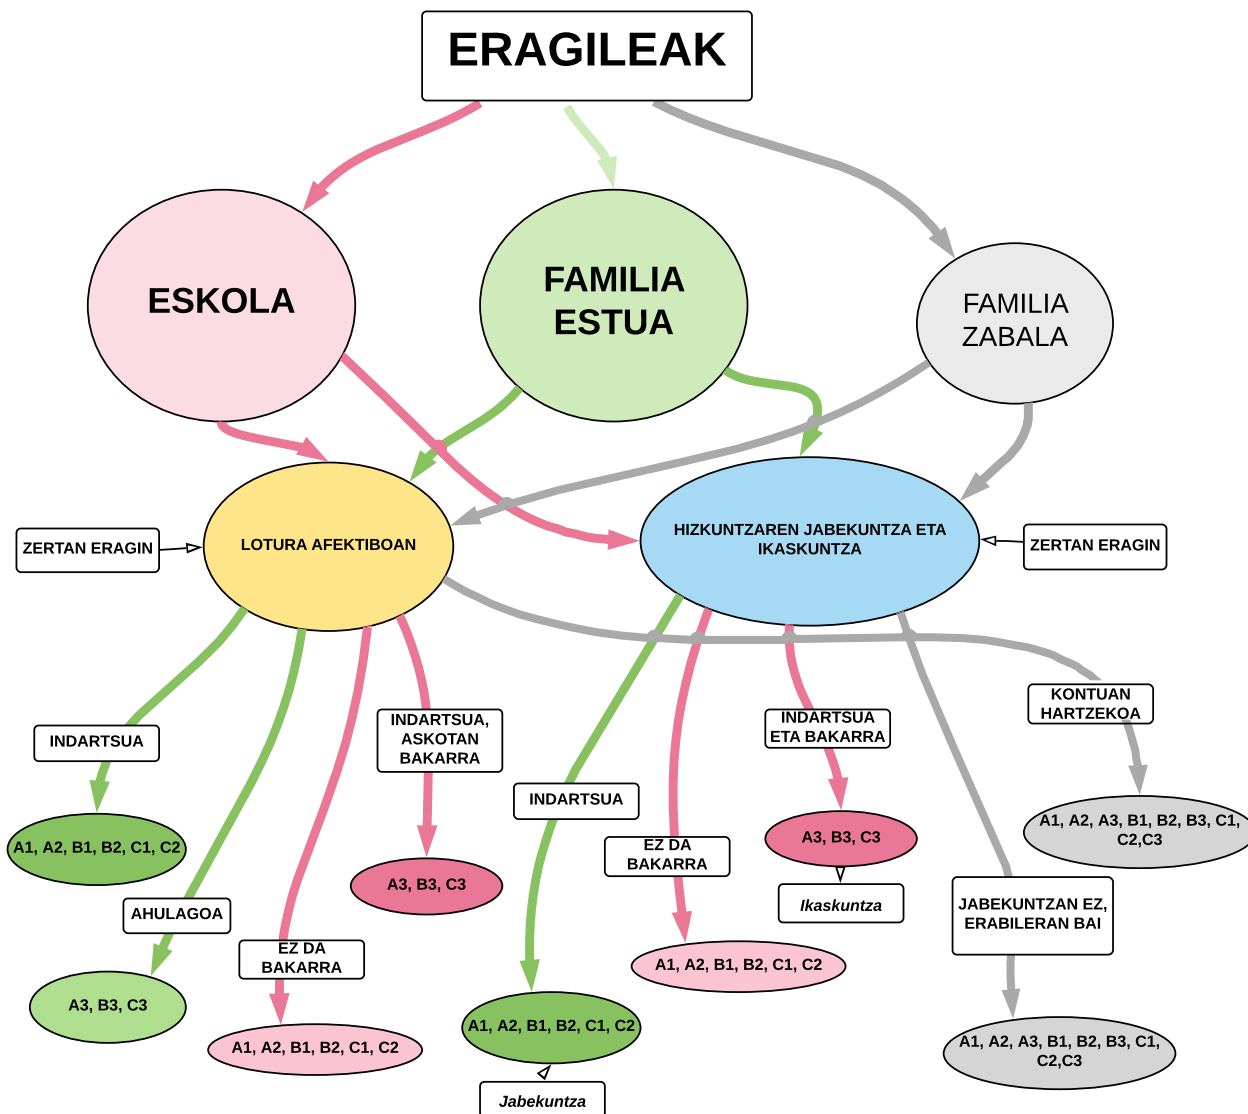 ERAGILEAK
ESKOLA
FAMILIA
ESTUA
FAMILIA
ZABALA
ZERTAN ERAGIN
LOTURA AFEKTIBOAN
HIZKUNTZAREN JABEKUNTZA ETA
IKASKUNTZA
ZERTAN ERAGIN
INDARTSUA
INDARTSUA,
ASKOTAN
BAKARRA
INDARTSUA
ETA BAKARRA
KONTUAN
HARTZEKOA
INDARTSUA
A1, A2, B1, B2, C1, C2
EZ DA
BAKARRA
A3, B3, C3
A1, A2, A3, B1, B2, B3, C1,
C2,C3
A3, B3, C3
Ikaskuntza
AHULAGOA
JABEKUNTZAN EZ,
ERABILERAN BAI
EZ DA
BAKARRA
A1, A2, B1, B2, C1, C2
A3, B3, C3
A1, A2, B1, B2, C1, C2
A1, A2, B1, B2, C1, C2
A1, A2, A3, B1, B2, B3, C1,
C2,C3
Jabekuntza